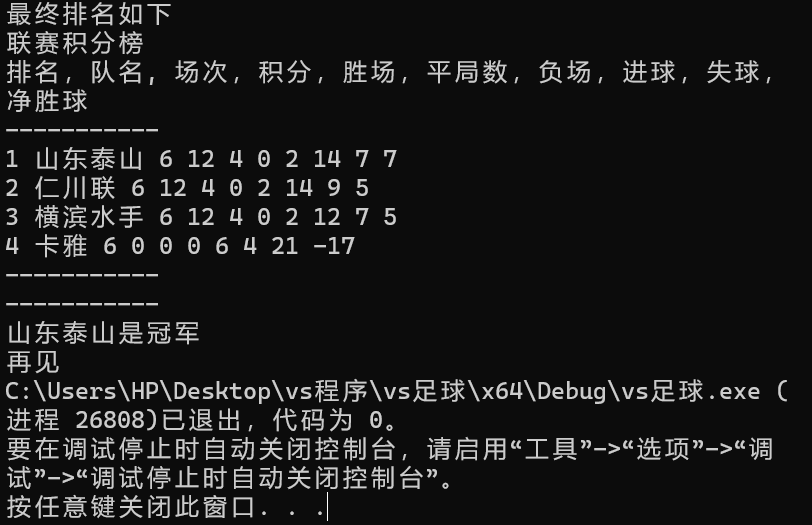 最终排名如下
联赛积分榜
排名，队名，场次，积分，胜场，平局数，负场，进球，失球，
净胜球
-----------
1 山东泰山 6 12 4 0 2 14 7 7
2 仁川联 6 12 4 0 2 14 9 5
3 横滨水手 6 12 4 0 2 12 7 5
4 卡雅 6 0 0 0 6 4 21 -17
-----------
-----------
山东泰山是冠军
再见
C:\Users\HP\Desktop\vs程序\vs足球\x64\Debug\vs足球.exe (
进程 26808)已退出，代码为 0。
要在调试停止时自动关闭控制台，请启用“工具”->“选项”->“调
试”->“调试停止时自动关闭控制台”。
按任意键关闭此窗口. . .